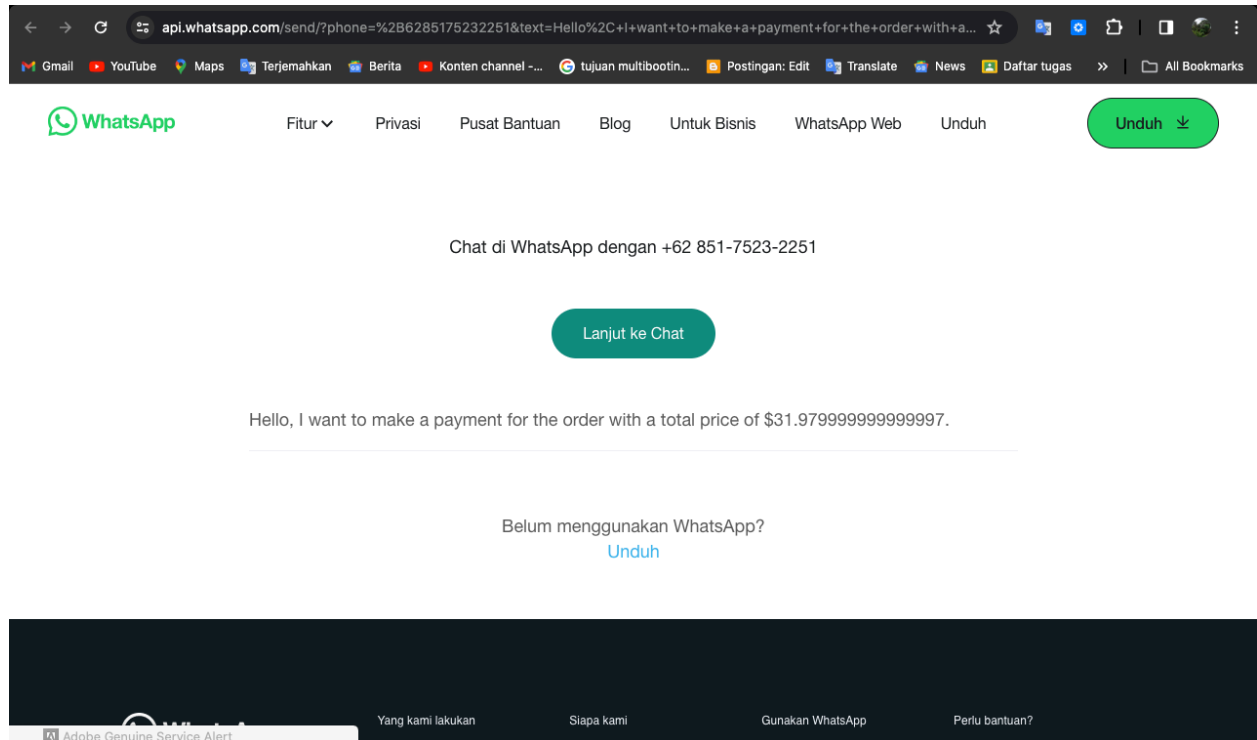 api.whatsapp.com/send/?phone=%2B6285175232251&text=Hello%2C+I+want+to+make+a+payment+for+the+order+with+a...
Gmail YouTube Maps Terjemahkan Berita Konten channel -... tujuan multibootin... Postingan: Edit Translate News Daftar tugas » All Bookmarks
WhatsApp Fitur Privasi Pusat Bantuan Blog Untuk Bisnis WhatsApp Web Unduh Unduh
Chat di WhatsApp dengan +62 851-7523-2251
Lanjut ke Chat
Hello, I want to make a payment for the order with a total price of $31.979999999999997.
Belum menggunakan WhatsApp?
Unduh
Yang kami lakukan Siapa kami Gunakan WhatsApp Perlu bantuan?
Adobe Genuine Service Alert